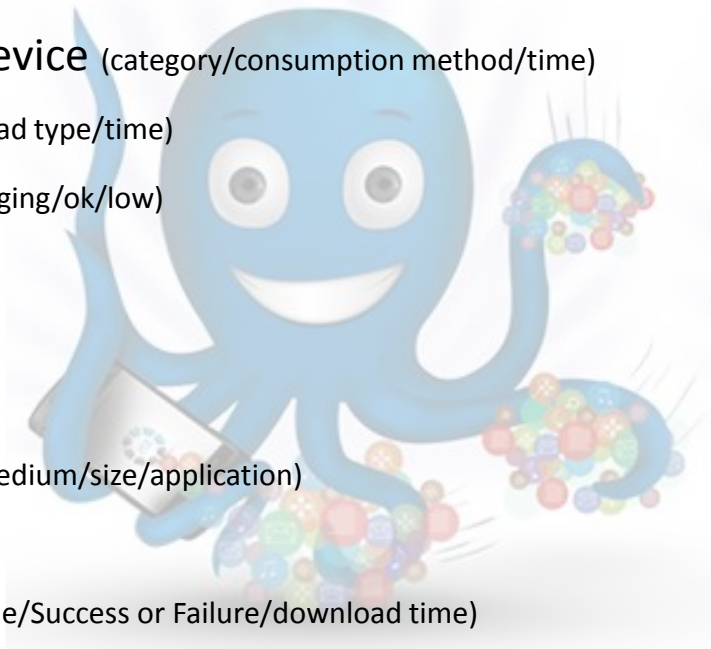 evice (category/consumption method/time)
ad type/time)
ging/ok/low)
edium/size/application)
e/Success or Failure/download time)